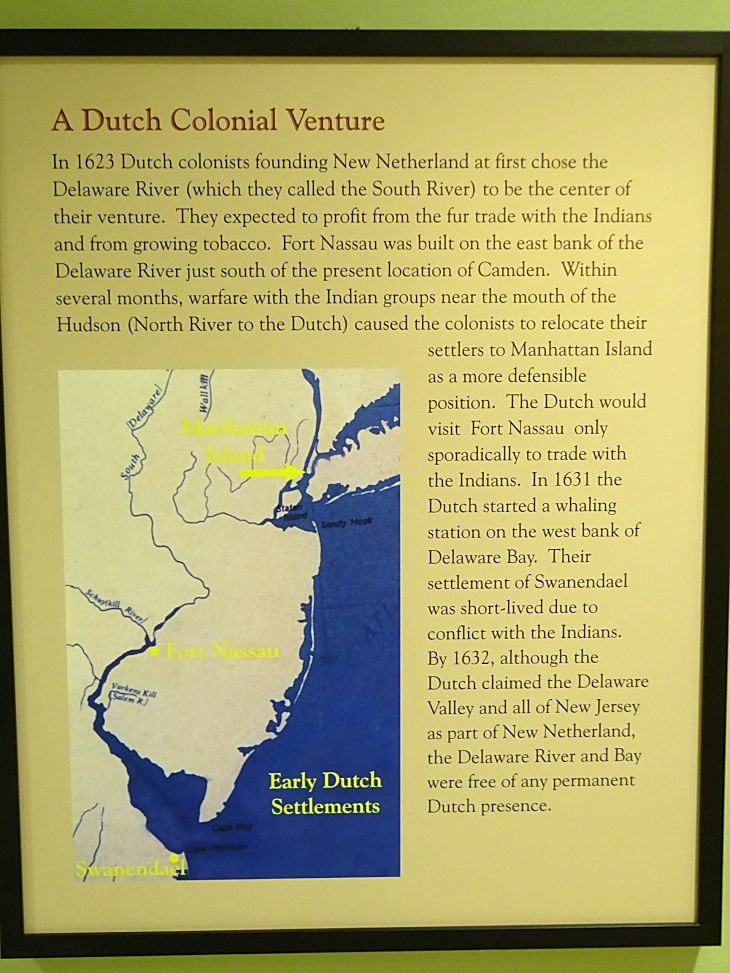 A Dutch Colonial Venture
In 1623 Dutch colonists founding New Netherland at first chose the
Delaware River (which they called the South River) to be the center of
their venture. They expected to profit from the fur trade with the Indians
and from growing tobacco. Fort Nassau was built on the east bank of the
Delaware River just south of the present location of Camden. Within
several months, warfare with the Indian groups near the mouth of the
Hudson (North River to the Dutch) caused the colonists to relocate their
settlers to Manhattan Island
as a more defensible
position. The Dutch would
visit Fort Nassau only
sporadically to trade with
the Indians. In 1631 the
Dutch started a whaling
station on the west bank of
Delaware Bay. Their
settlement of Swanendael
was short-lived due to
conflict with the Indians.
By 1632, although the
Dutch claimed the Delaware
Valley and all of New Jersey
as part of New Netherland,
the Delaware River and Bay
were free of any permanent
Dutch presence.
Delaware/
South
Wallkill
Manhattan
Island
Staten
Island
Sandy Hook
ATL
Schuylkill River/
Fort Nassau
Varkens Kill
(Salem R.)
Early Dutch
Settlements
Cape May
Cape Henlopen
Swanendael